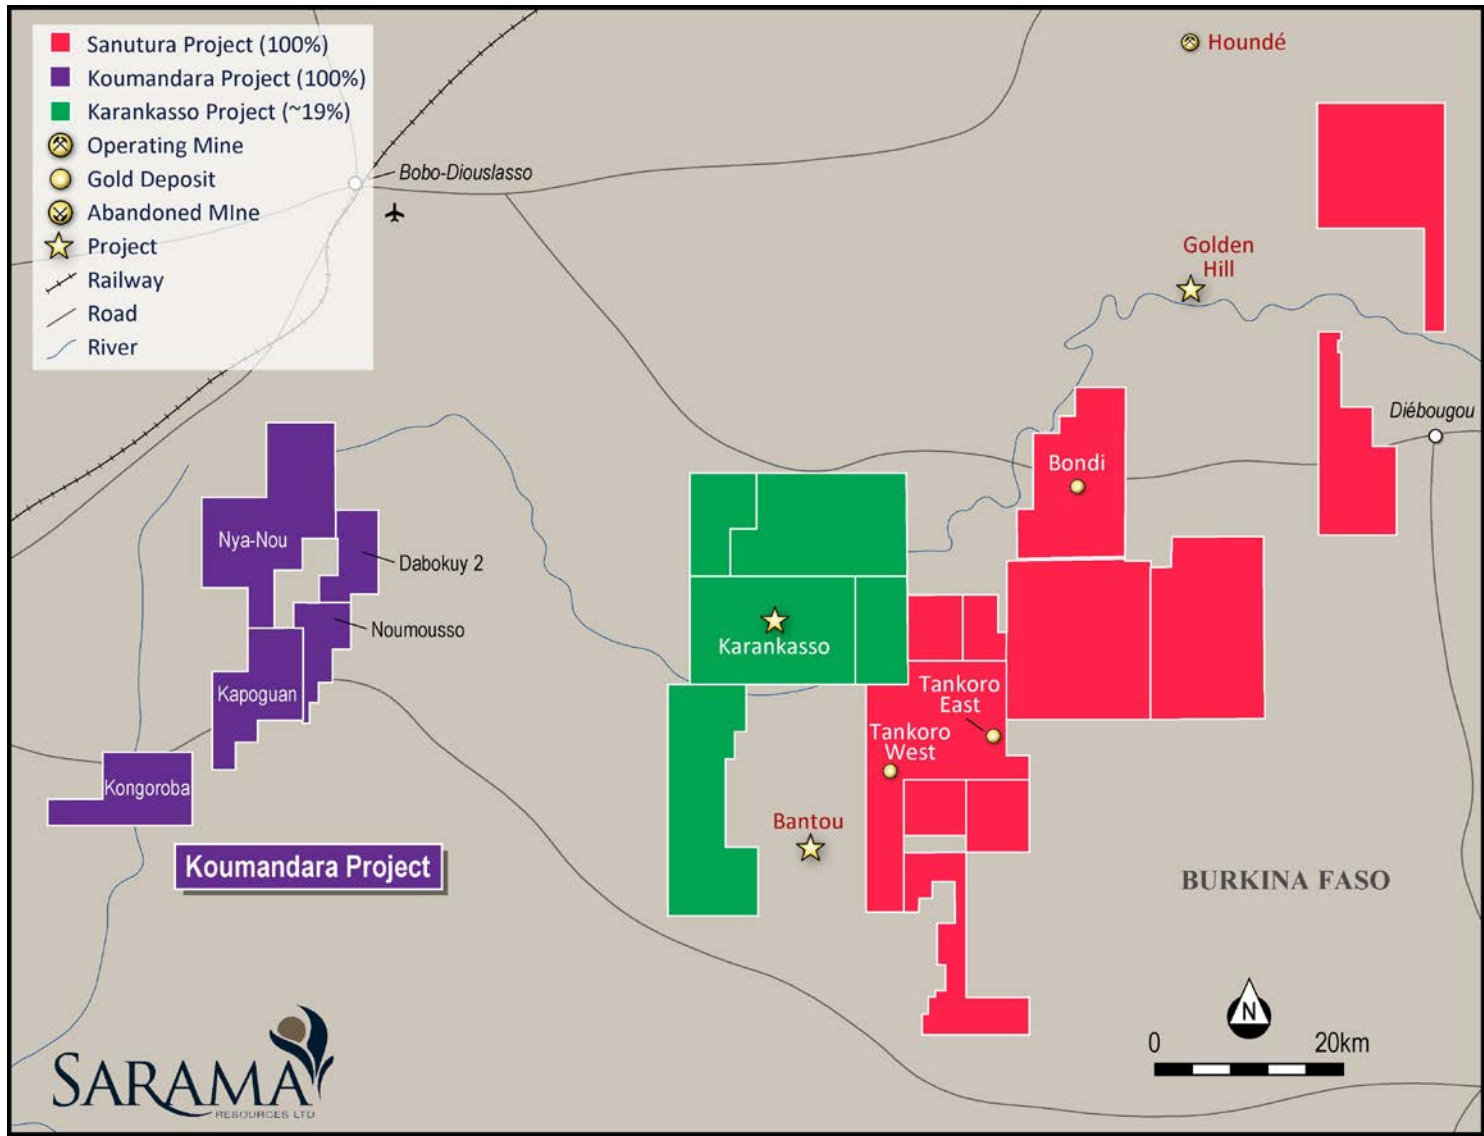 Sanutura Project (100%)
Koumandara Project (100%)
Karankasso Project (~19%)
Operating Mine
Gold Deposit
Abandoned MIne
Project
Railway
Road
River
Houndé
Bobo-Diouslasso
Golden
Hill
Diébougou
Bondi
Nya-Nou
Dabokuy 2
Noumousso
Karankasso
Kapoguan
Tankoro
East
Tankoro
West
Kongoroba
Bantou
Koumandara Project
BURKINA FASO
N
0 20km
SARAMA
RESOURCES LTD